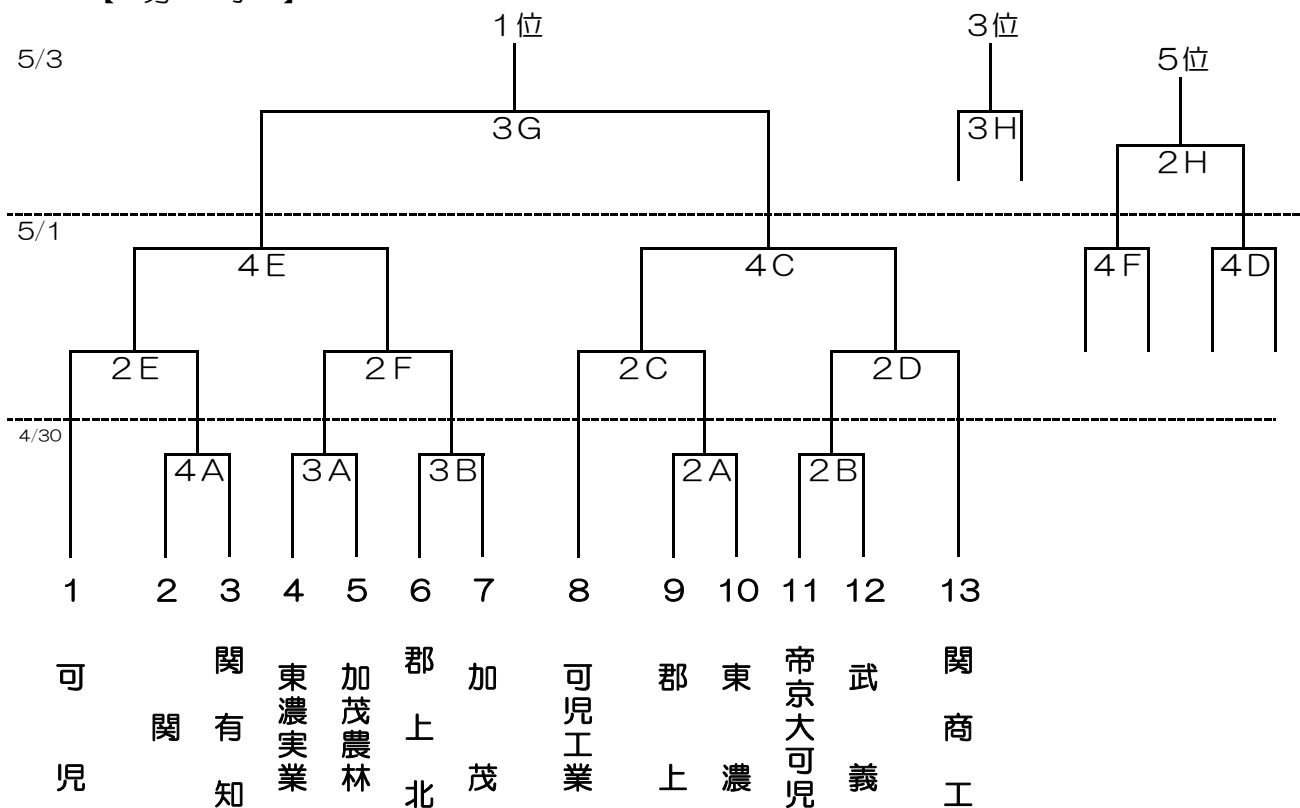 1位 3位
5/3 5位
3G 3H
2H
5/1
4E 4C 4F 4D
2E 2F 2C 2D
4/30
4A 3A 3B 2A 2B
1 2 3 4 5 6 7 8 9 10 11 12 13
可児
関
関有知
東濃実業
加茂農林
郡上北
加茂
可児工業
郡上
東濃
帝京大可児
武義
関商工